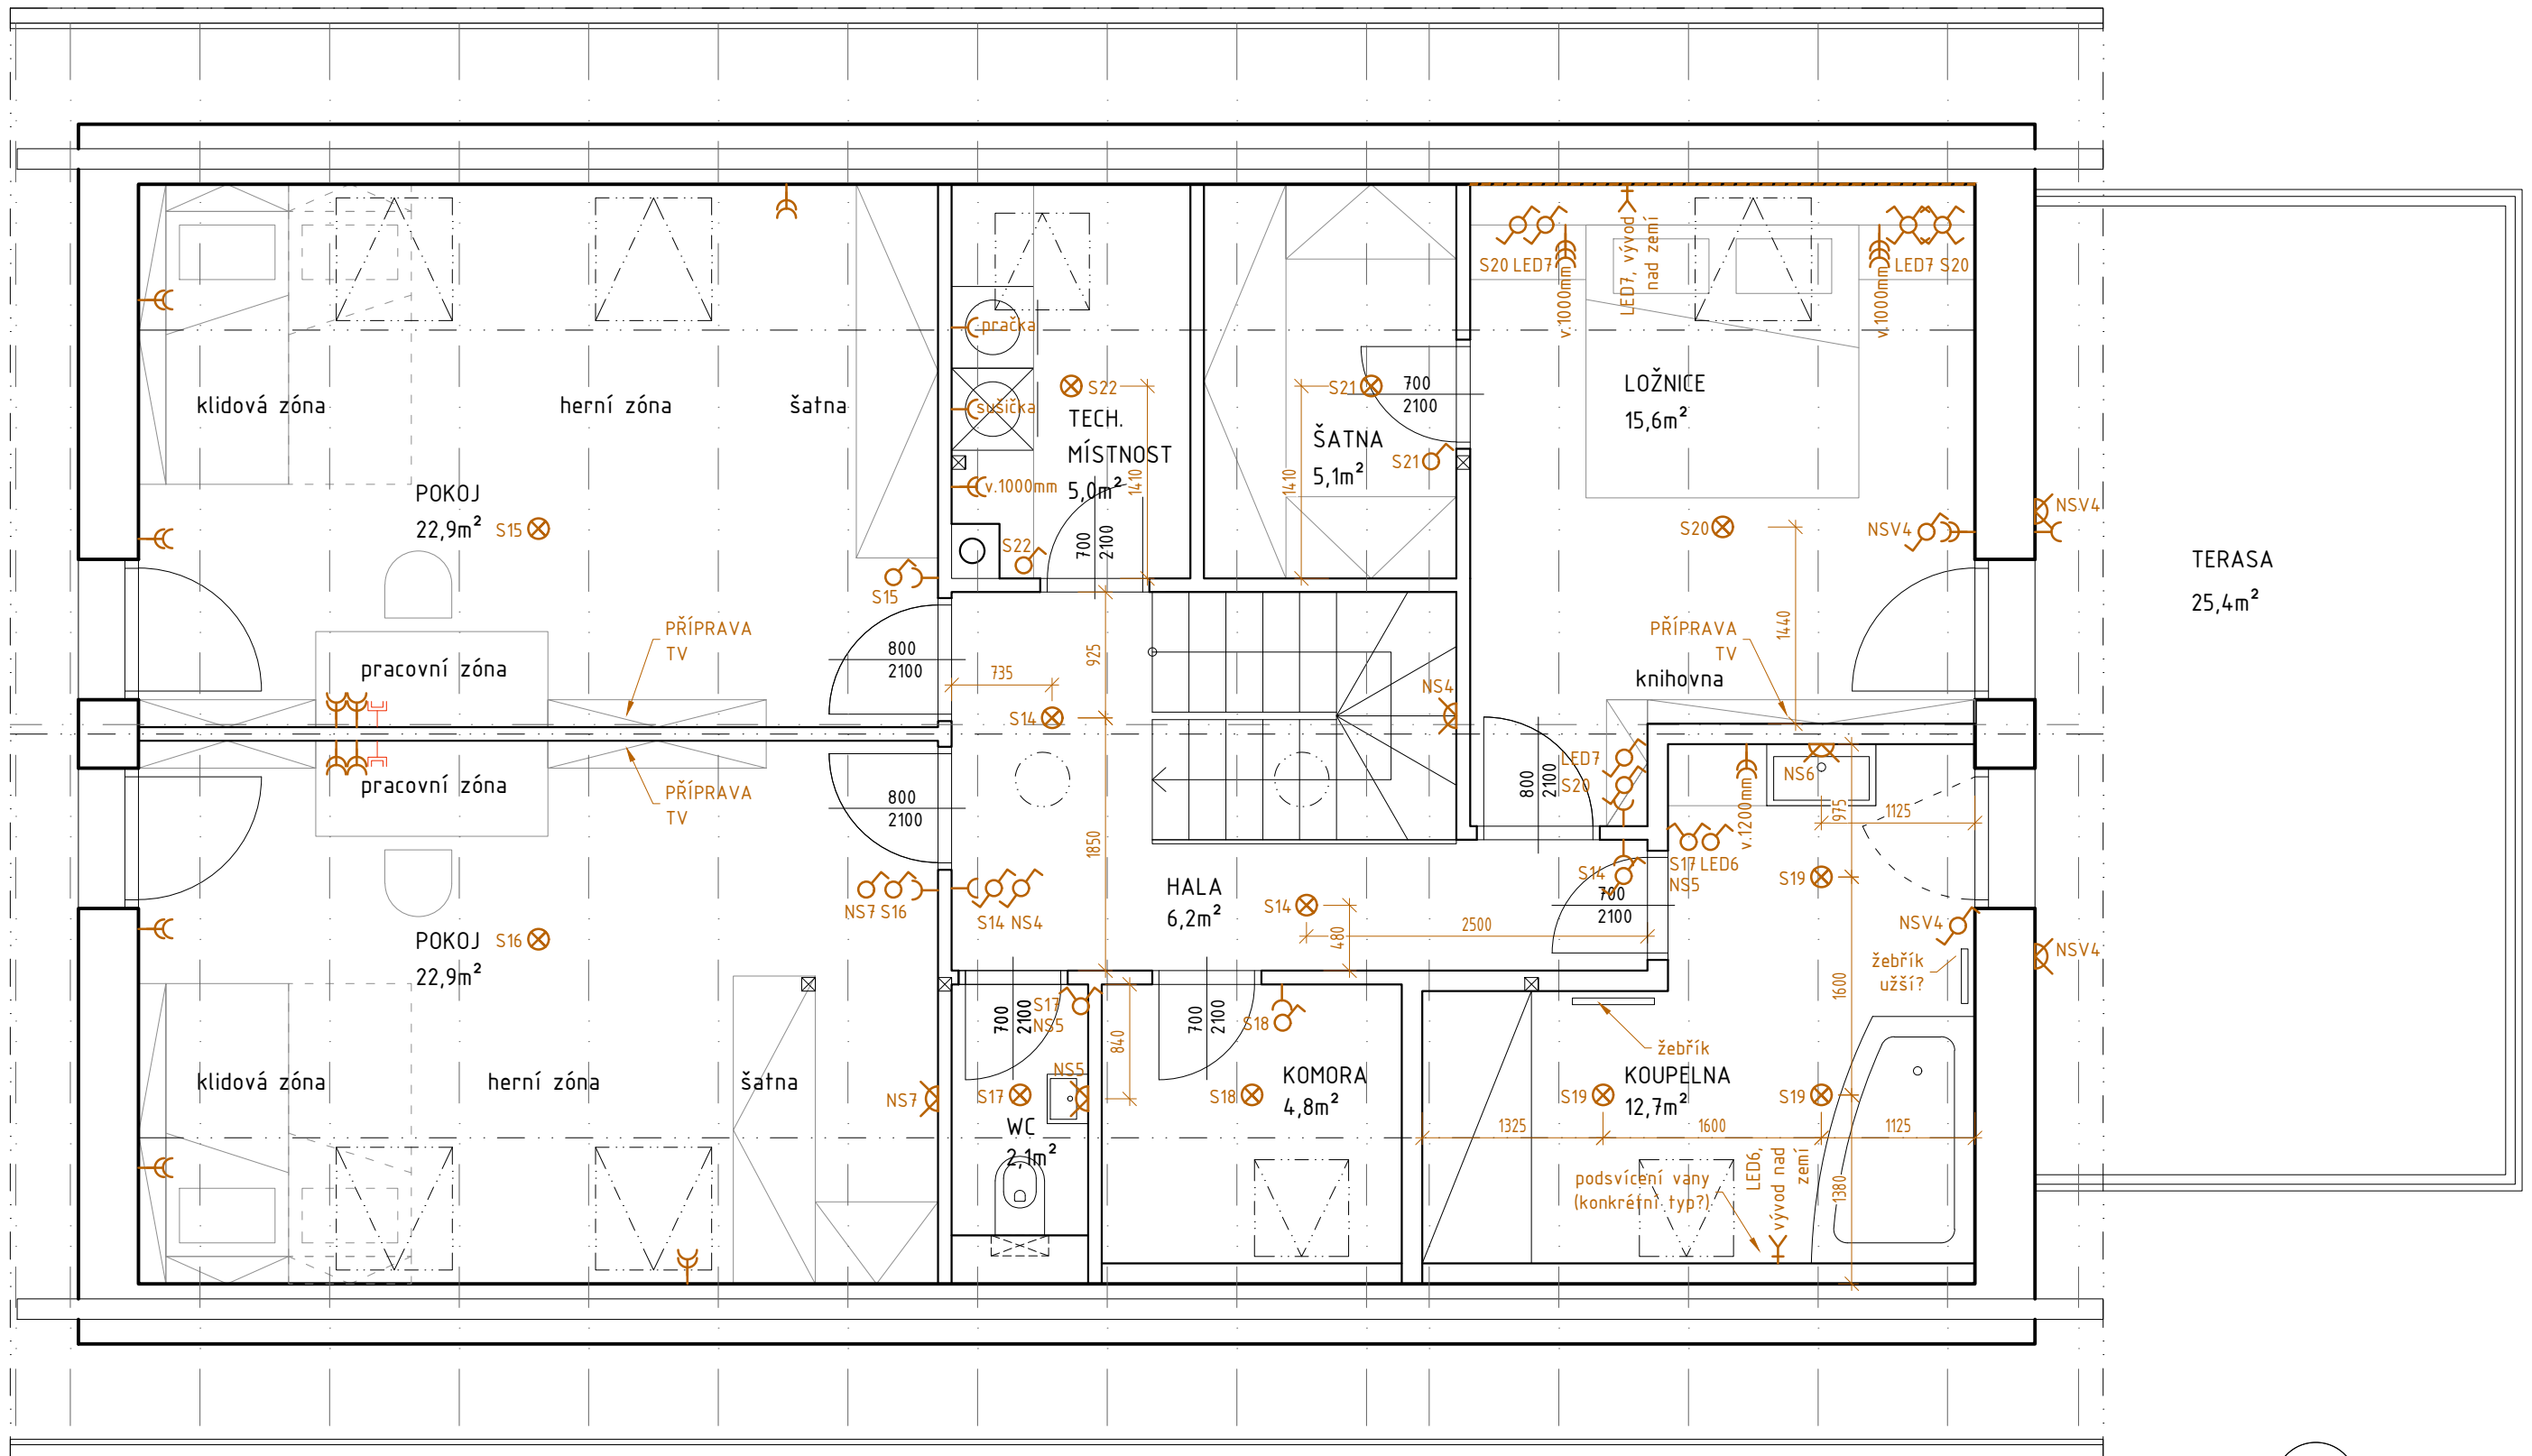 pračka
sušička
v.1000mm
S22
TECH.
MÍSTNOST
5,0m²
1410
S22
700
2100
S21
700
2100
ŠATNA
5,1m²
S21
1410
S20 LED7
v.1000mm
LED7, vývod
nad zemí
LED7 S20
v.1000mm
LOŽNICE
15,6m²
S20
1440
NSV4
NSV4
PŘÍPRAVA
TV
knihovna
TERASA
25,4m²
klidová zóna
herní zóna
šatna
POKOJ
22,9m²
S15
S15
PŘÍPRAVA
TV
pracovní zóna
800
2100
735
925
S14
NS4
1850
pracovní zóna
PŘÍPRAVA
TV
800
2100
NS7 S16
S14 NS4
HALA
6,2m²
S14
480
2500
LED7
S20
800
2100
S14
700
2100
S17 LED6
NS5
v.1200mm
NS6
975
1125
S19
NSV4
NSV4
žebřík
užší?
1600
POKOJ
22,9m²
S16
klidová zóna
herní zóna
šatna
NS7
700
2100
S17
NS5
NS5
S17
WC
2,1m²
840
700
2100
S18
S18
KOMORA
4,8m²
žebřík
S19
KOUPELNA
12,7m²
S19
1325
1600
1125
podsvícení vany
(konkrétní typ?)
LED6,
vývod nad
zemí
1380